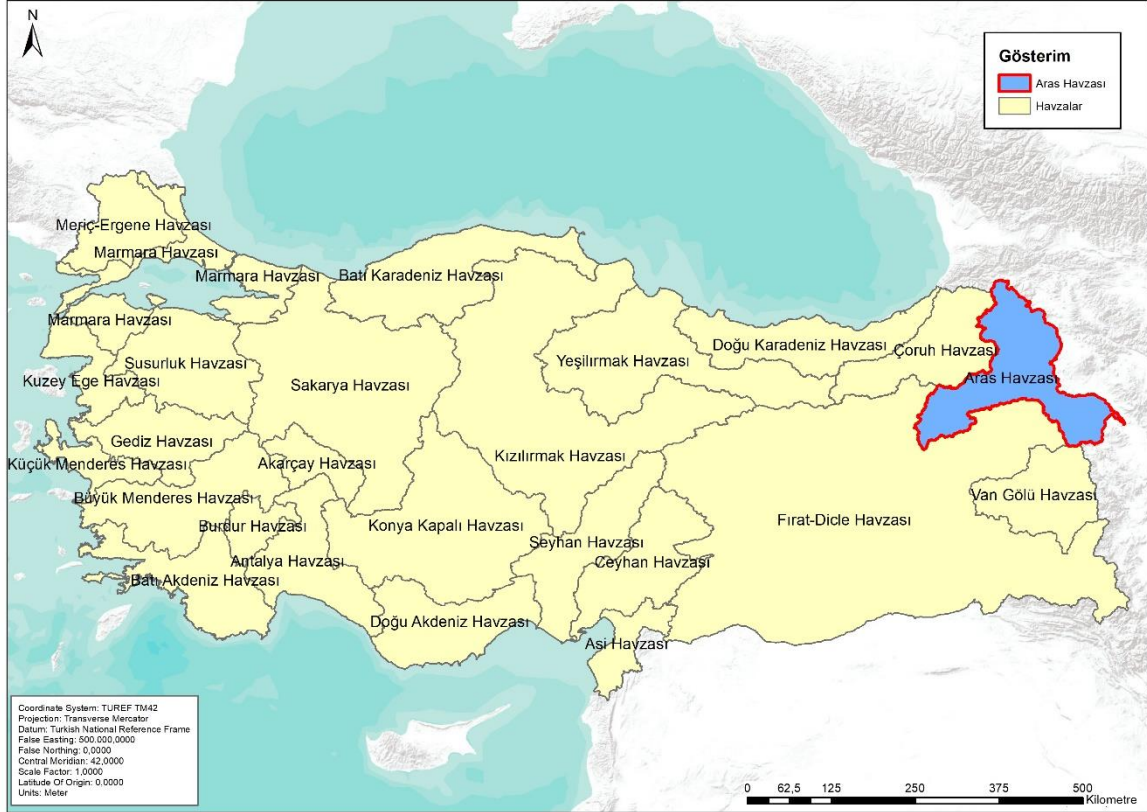 N
Gösterim
Aras Havzası
Havzalar
Meriç-Ergene Havzası
Marmara Havzası
Marmara Havzası
Batı Karadeniz Havzası
Marmara Havzası
Doğu Karadeniz Havzası
Çoruh Havzası
Susurluk Havzası
Yeşilırmak Havzası
Kuzey Ege Havzası
Sakarya Havzası
Aras Havzası
Gediz Havzası
Kızılırmak Havzası
Küçük Menderes Havzası
Akarçay Havzası
Büyük Menderes Havzası
Van Gölü Havzası
Burdur Havzası
Konya Kapalı Havzası
Fırat-Dicle Havzası
Seyhan Havzası
Antalya Havzası
Ceyhan Havzası
Batı Akdeniz Havzası
Doğu Akdeniz Havzası
Asi Havzası
Coordinate System: TUREF TM42
Projection: Transverse Mercator
Datum: Turkish National Reference Frame
False Easting: 500.000,0000
False Northing: 0,0000
Central Meridian: 42,0000
Scale Factor: 1,0000
Latitude Of Origin: 0,0000
Units: Meter
0 62,5 125 250 375 500
Kilometre